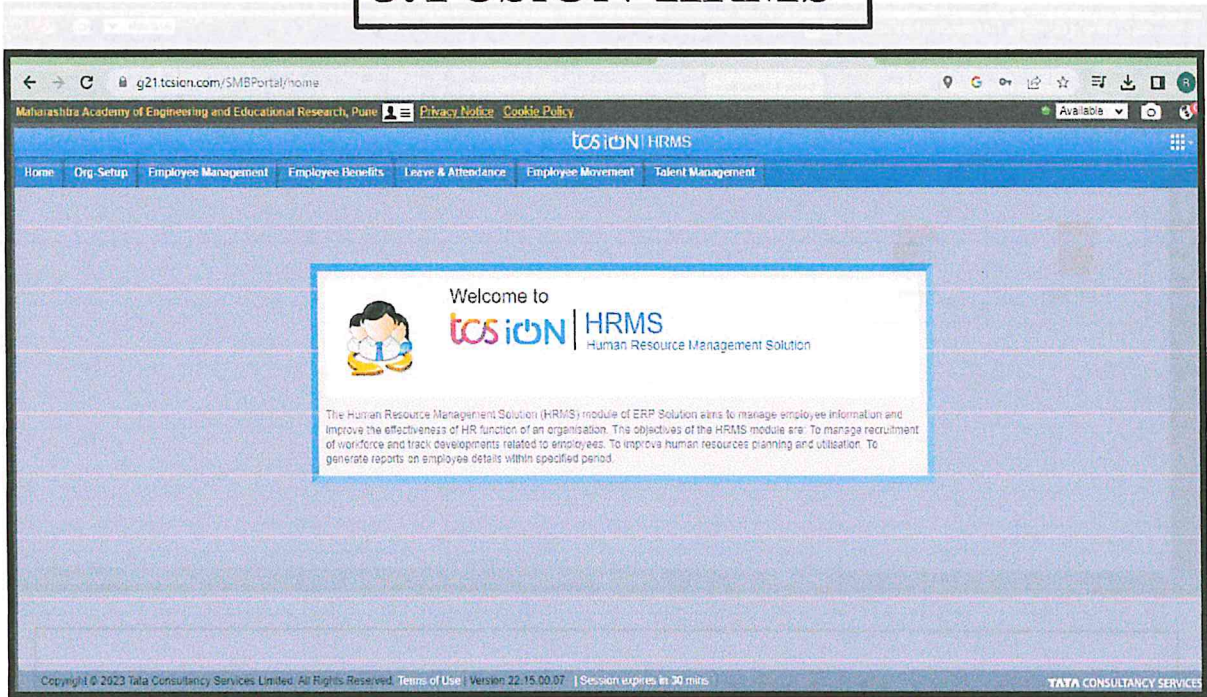 g21.tcsion.com/SMBPortal/home
Maharashtra Academy of Engineering and Educational Research, Pune Privacy Notice Cookie Policy Available
tcs iON HRMS
Home Org-Setup Employee Management Employee Benefits Leave & Attendance Employee Movement Talent Management
Welcome to
tcs iON HRMS
Human Resource Management Solution
The Human Resource Management Solution (HRMS) module of ERP Solution aims to manage employee information and
improve the effectiveness of HR function of an organisation. The objectives of the HRMS module are: To manage recruitment
of workforce and track developments related to employees. To improve human resources planning and utilisation. To
generate reports on employee details within specified period.
Copyright © 2023 Tata Consultancy Services Limited. All Rights Reserved. Terms of Use | Version 22.15.00.07 | Session expires in 30 mins TATA CONSULTANCY SERVICES